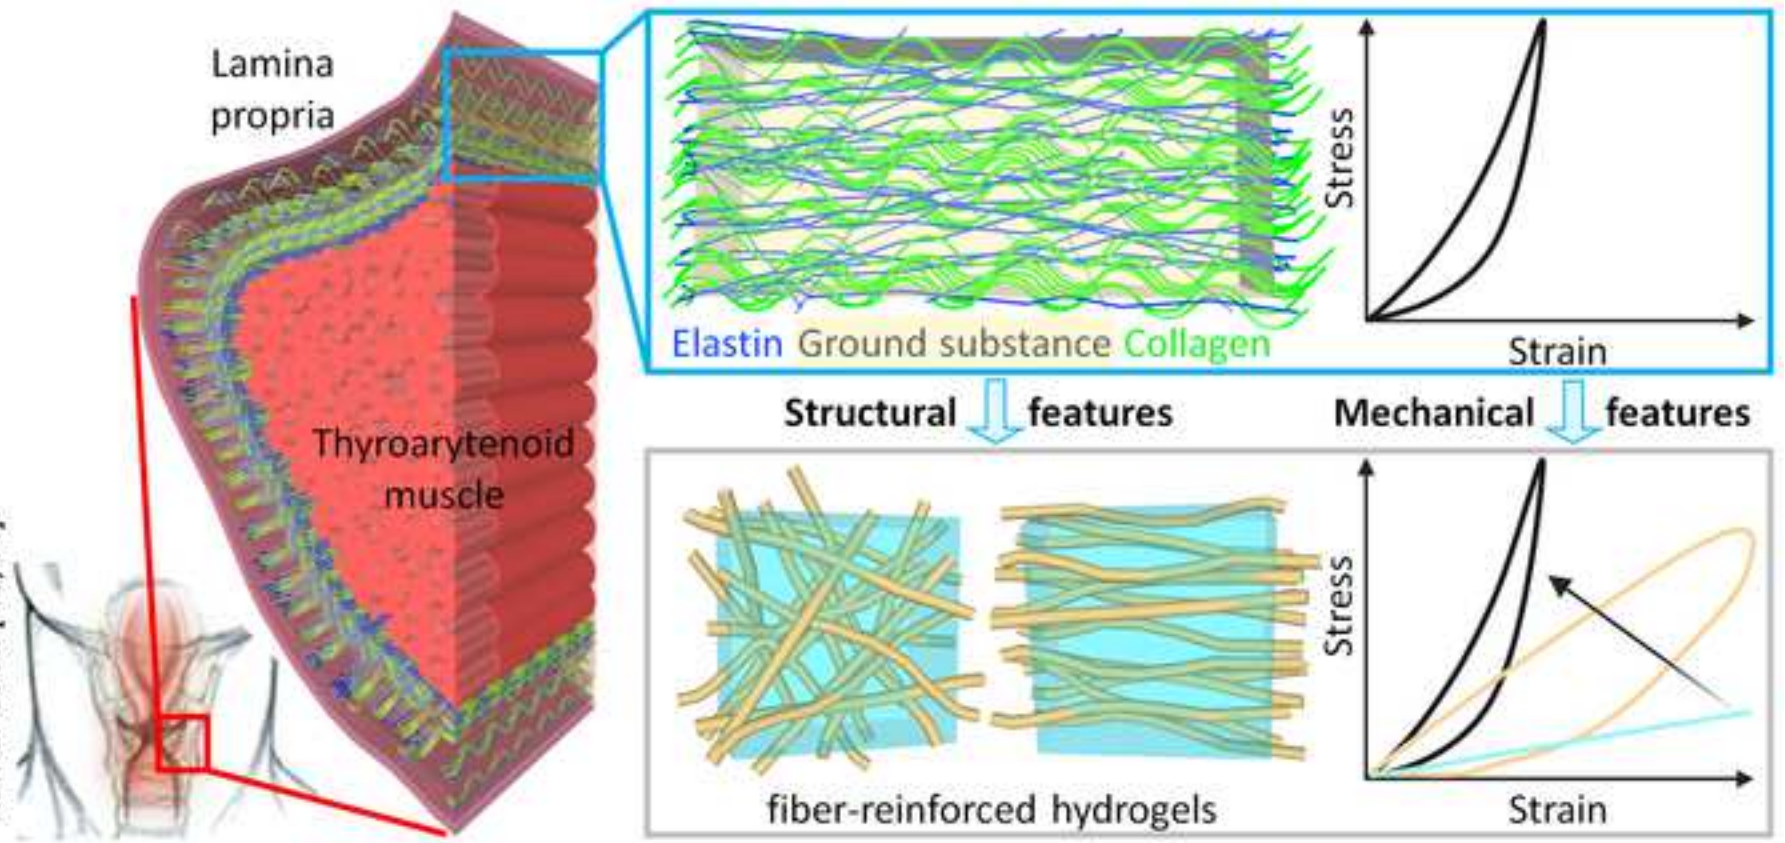 Lamina
propria
Thyroarytenoid
muscle
Elastin Ground substance Collagen
Stress
Strain
Structural features
Mechanical features
fiber-reinforced hydrogels
Stress
Strain